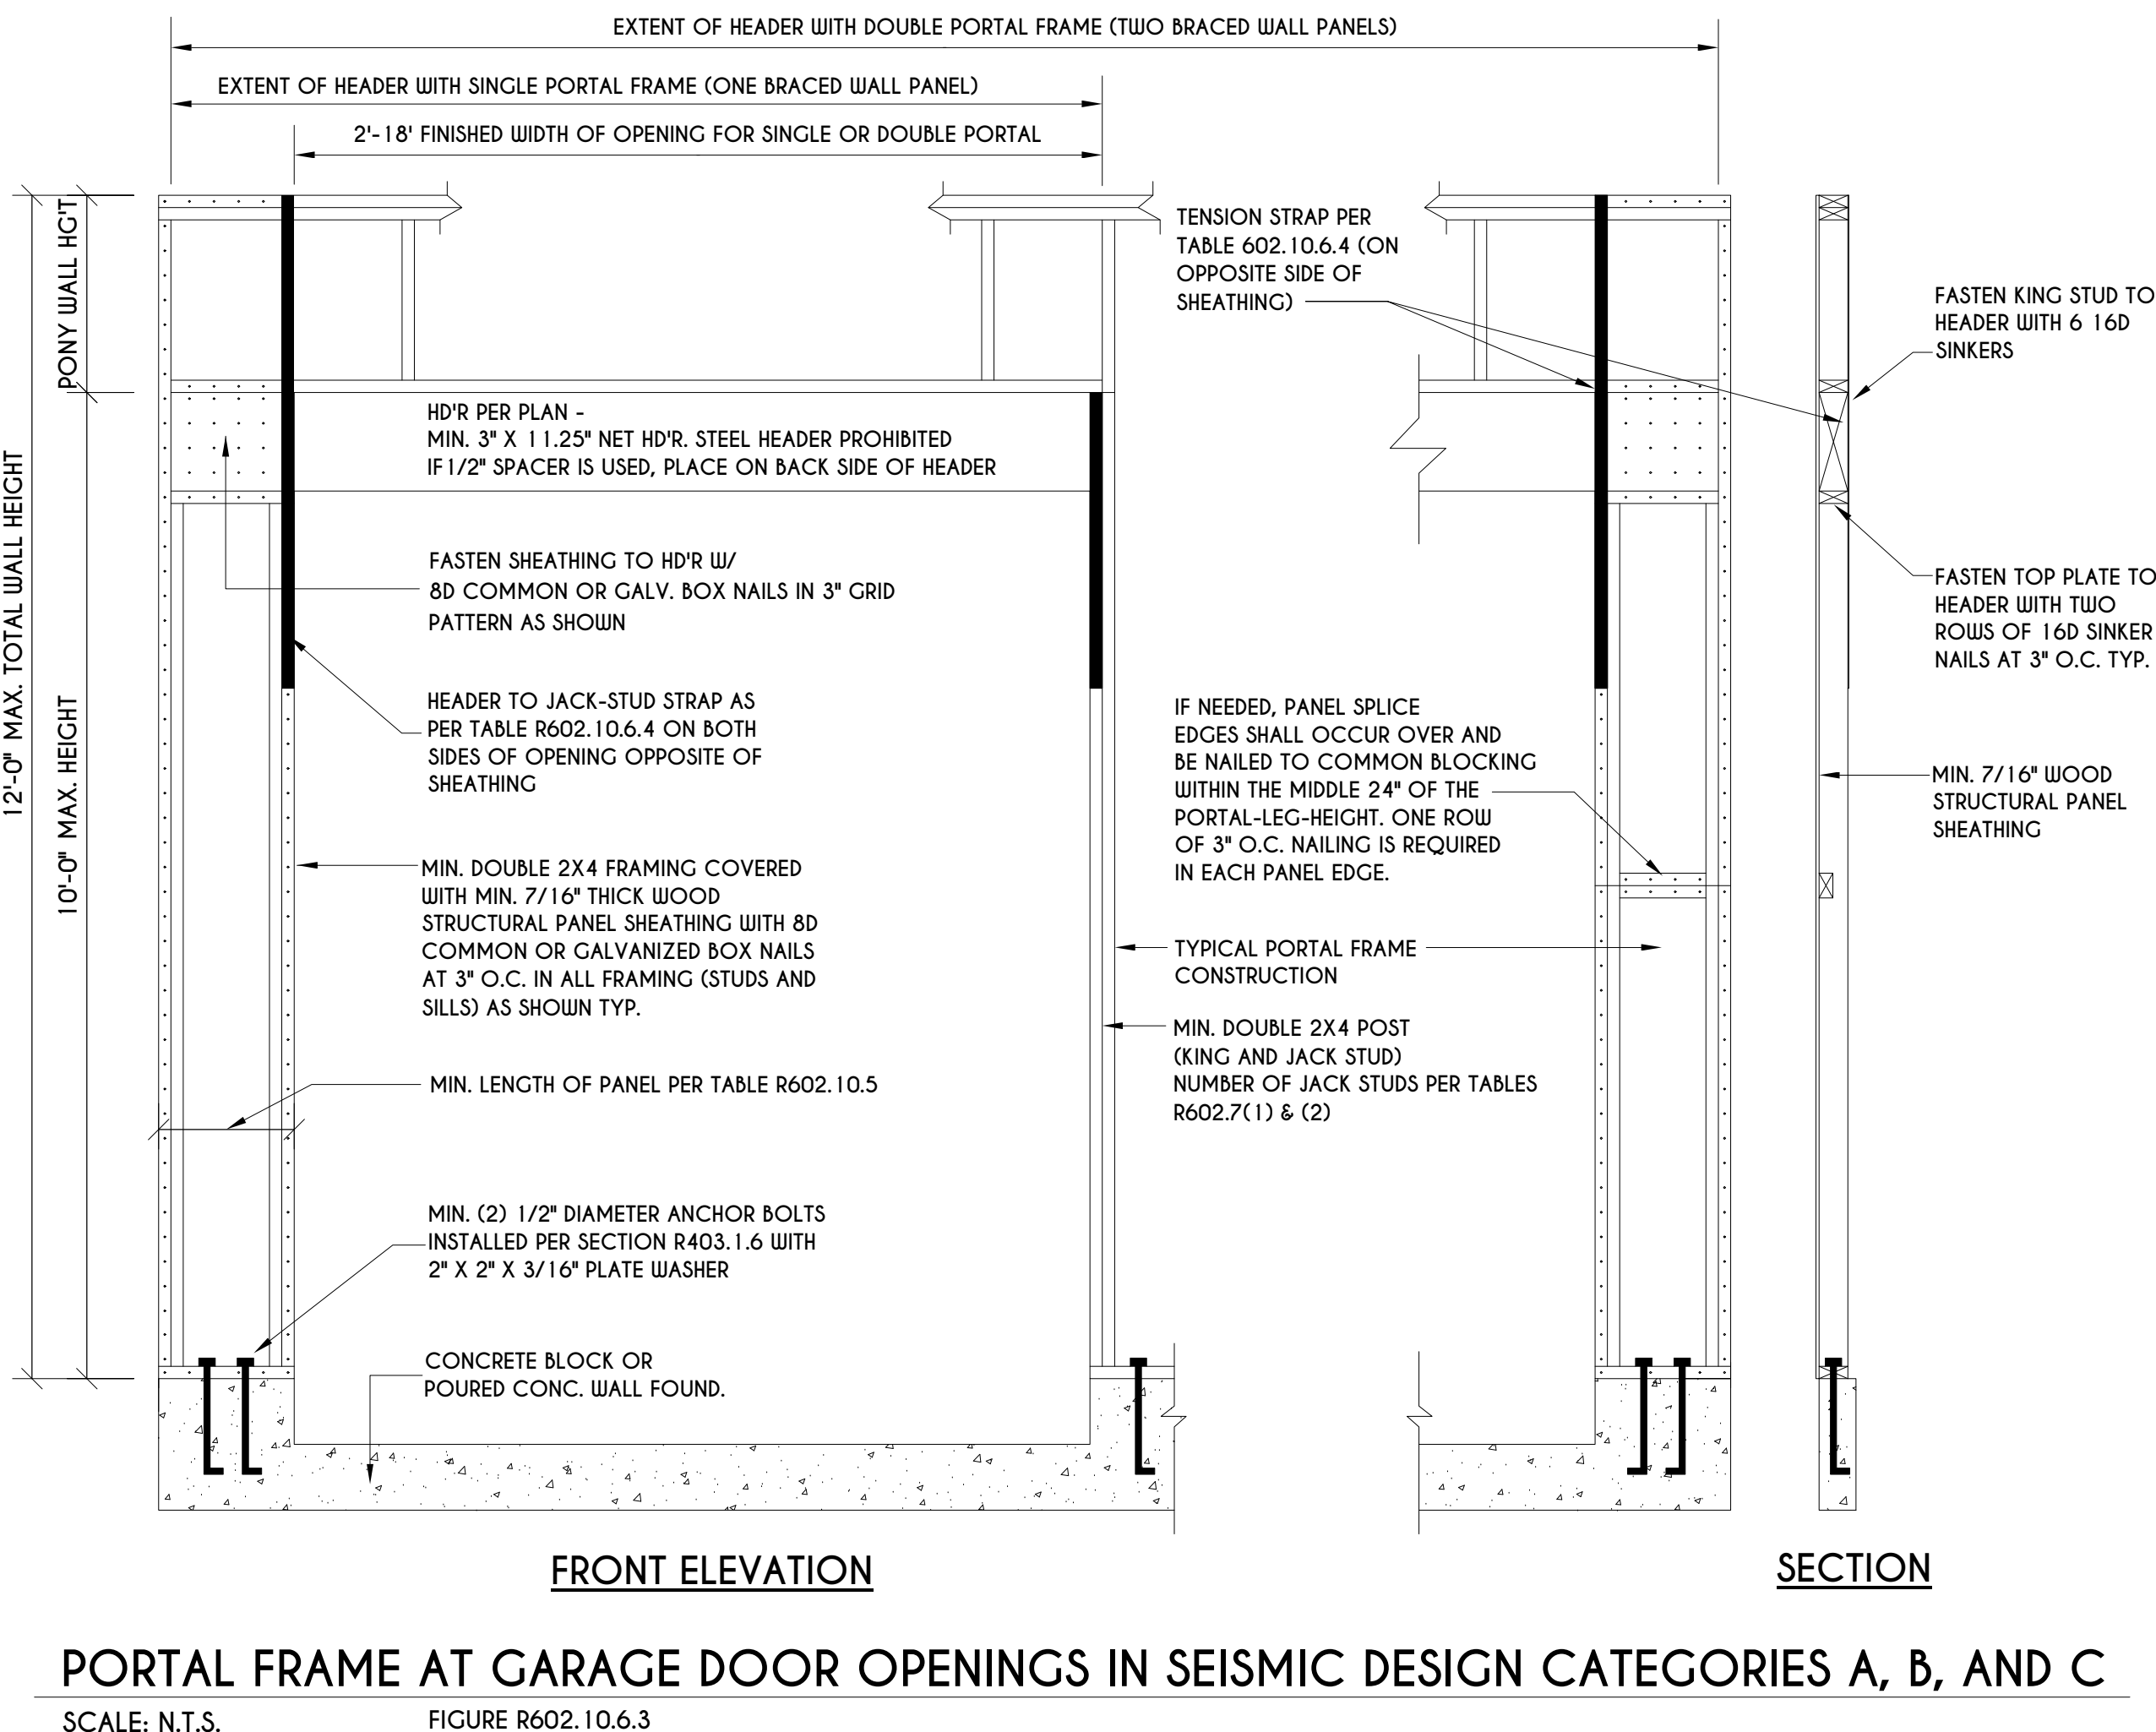 EXTENT OF HEADER WITH DOUBLE PORTAL FRAME (TWO BRACED WALL PANELS)
EXTENT OF HEADER WITH SINGLE PORTAL FRAME (ONE BRACED WALL PANEL)
2'-18' FINISHED WIDTH OF OPENING FOR SINGLE OR DOUBLE PORTAL
12'-0" MAX. TOTAL WALL HEIGHT
PONY WALL HG'T
10'-0" MAX. HEIGHT
TENSION STRAP PER
TABLE 602.10.6.4 (ON
OPPOSITE SIDE OF
SHEATHING)
FASTEN KING STUD TO
HEADER WITH 6 16D
SINKERS
HD'R PER PLAN -
MIN. 3" X 11.25" NET HD'R. STEEL HEADER PROHIBITED
IF 1/2" SPACER IS USED, PLACE ON BACK SIDE OF HEADER
FASTEN SHEATHING TO HD'R W/
8D COMMON OR GALV. BOX NAILS IN 3" GRID
PATTERN AS SHOWN
FASTEN TOP PLATE TO
HEADER WITH TWO
ROWS OF 16D SINKER
NAILS AT 3" O.C. TYP.
HEADER TO JACK-STUD STRAP AS
PER TABLE R602.10.6.4 ON BOTH
SIDES OF OPENING OPPOSITE OF
SHEATHING
IF NEEDED, PANEL SPLICE
EDGES SHALL OCCUR OVER AND
BE NAILED TO COMMON BLOCKING
WITHIN THE MIDDLE 24" OF THE
PORTAL-LEG-HEIGHT. ONE ROW
OF 3" O.C. NAILING IS REQUIRED
IN EACH PANEL EDGE.
MIN. 7/16" WOOD
STRUCTURAL PANEL
SHEATHING
MIN. DOUBLE 2X4 FRAMING COVERED
WITH MIN. 7/16" THICK WOOD
STRUCTURAL PANEL SHEATHING WITH 8D
COMMON OR GALVANIZED BOX NAILS
AT 3" O.C. IN ALL FRAMING (STUDS AND
SILLS) AS SHOWN TYP.
TYPICAL PORTAL FRAME
CONSTRUCTION
MIN. DOUBLE 2X4 POST
(KING AND JACK STUD)
NUMBER OF JACK STUDS PER TABLES
R602.7(1) & (2)
MIN. LENGTH OF PANEL PER TABLE R602.10.5
MIN. (2) 1/2" DIAMETER ANCHOR BOLTS
INSTALLED PER SECTION R403.1.6 WITH
2" X 2" X 3/16" PLATE WASHER
CONCRETE BLOCK OR
POURED CONC. WALL FOUND.
FRONT ELEVATION
SECTION
PORTAL FRAME AT GARAGE DOOR OPENINGS IN SEISMIC DESIGN CATEGORIES A, B, AND C
SCALE: N.T.S.
FIGURE R602.10.6.3